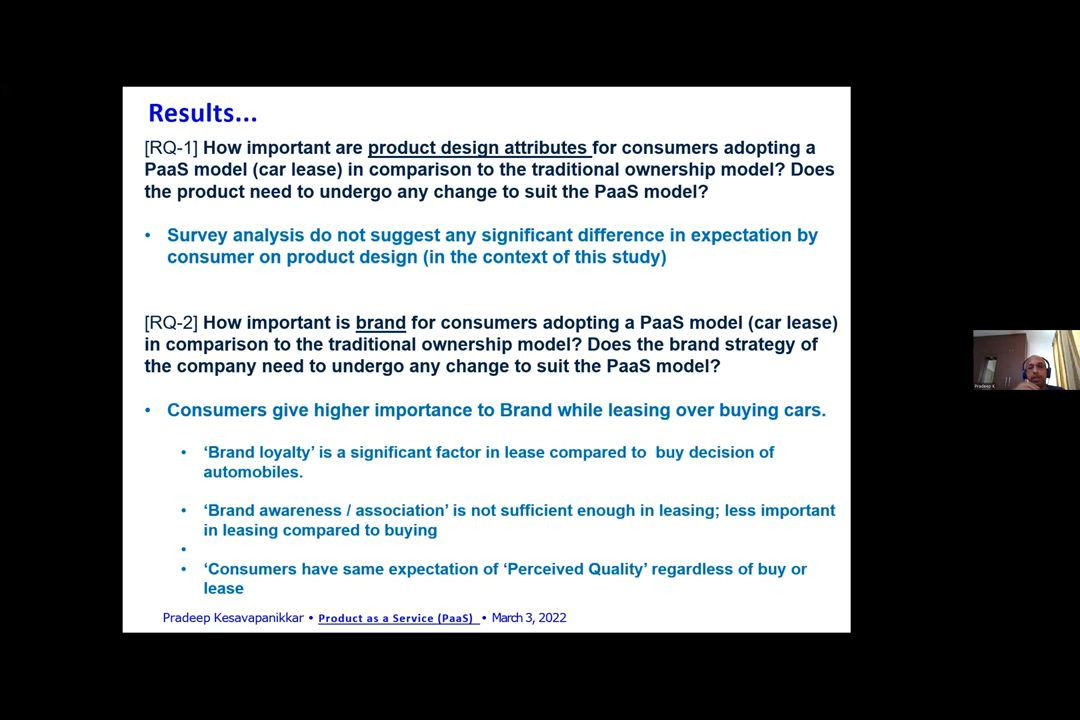 Results...
[RQ-1] How important are product design attributes for consumers adopting a
PaaS model (car lease) in comparison to the traditional ownership model? Does
the product need to undergo any change to suit the PaaS model?
• Survey analysis do not suggest any significant difference in expectation by
consumer on product design (in the context of this study)
[RQ-2] How important is brand for consumers adopting a PaaS model (car lease)
in comparison to the traditional ownership model? Does the brand strategy of
the company need to undergo any change to suit the PaaS model?
• Consumers give higher importance to Brand while leasing over buying cars.
• ‘Brand loyalty’ is a significant factor in lease compared to buy decision of
automobiles.
• ‘Brand awareness / association’ is not sufficient enough in leasing; less important
in leasing compared to buying
•
• ‘Consumers have same expectation of ‘Perceived Quality’ regardless of buy or
lease
Pradeep Kesavapanikkar • Product as a Service (PaaS) • March 3, 2022
Pradeep K